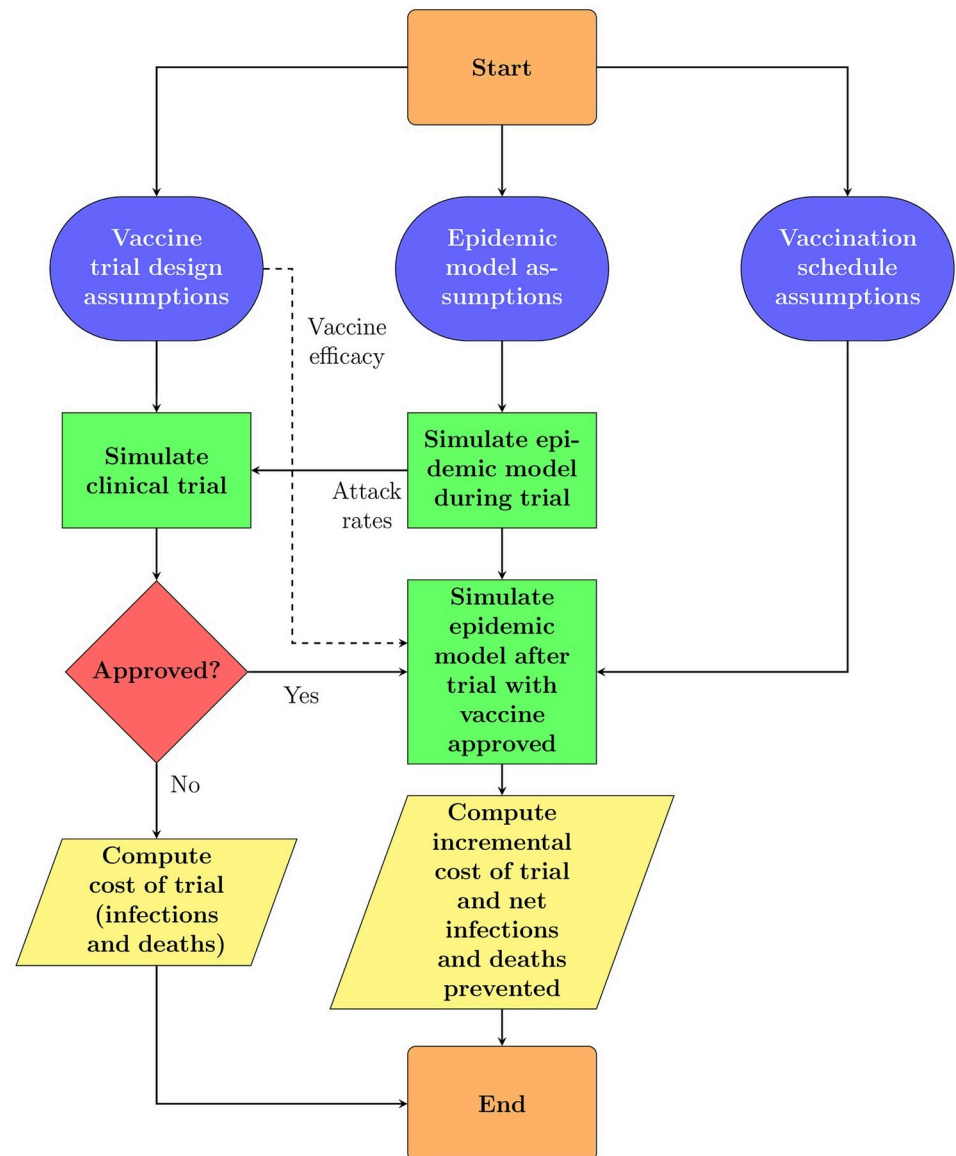 Start
Vaccine
trial design
assumptions
Epidemic
model as-
sumptions
Vaccination
schedule
assumptions
Vaccine
efficacy
Simulate
clinical trial
Simulate epi-
demic model
during trial
Attack
rates
Approved?
Yes
No
Simulate
epidemic
model after
trial with
vaccine
approved
Compute
cost of trial
(infections
and deaths)
Compute
incremental
cost of trial
and net
infections
and deaths
prevented
End